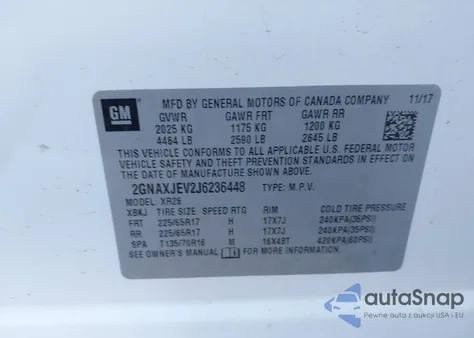 GM
MFD BY GENERAL MOTORS OF CANADA COMPANY 11/17
GVWR GAWR FRT GAWR RR
2025 KG 1175 KG 1200 KG
4464 LB 2590 LB 2645 LB
THIS VEHICLE CONFORMS TO ALL APPLICABLE U.S. FEDERAL MOTOR
VEHICLE SAFETY AND THEFT PREVENTION STANDARDS IN EFFECT ON
THE DATE OF MANUFACTURE SHOWN ABOVE.
2GNAXJEV2J6236448 TYPE: M.P.V.
MODEL: XR26
XBKJ TIRE SIZE SPEED RTG RIM COLD TIRE PRESSURE
FRT 225/65R17 H 17X7J 240KPA(35PSI)
RR 225/65R17 H 17X7J 240KPA(35PSI)
SPA T135/70R16 M 16X4BT 420KPA(60PSI)
SEE OWNER'S MANUAL FOR MORE INFORMATION.
autoSnap
Pewne auta z USA i EU